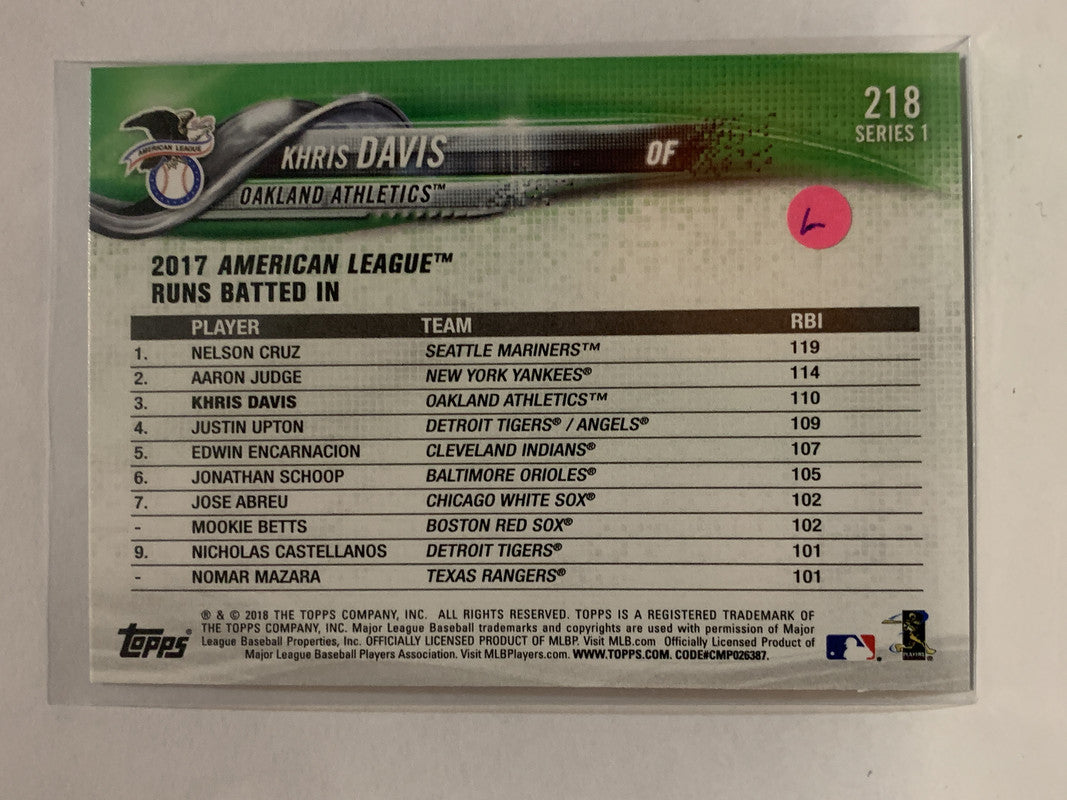 218
SERIES 1
AMERICAN LEAGUE
KHRIS DAVIS OF
OAKLAND ATHLETICS™
L
2017 AMERICAN LEAGUE™
RUNS BATTED IN
PLAYER TEAM RBI
1. NELSON CRUZ SEATTLE MARINERS™ 119
2. AARON JUDGE NEW YORK YANKEES® 114
3. KHRIS DAVIS OAKLAND ATHLETICS™ 110
4. JUSTIN UPTON DETROIT TIGERS® / ANGELS® 109
5. EDWIN ENCARNACION CLEVELAND INDIANS® 107
6. JONATHAN SCHOOP BALTIMORE ORIOLES® 105
7. JOSE ABREU CHICAGO WHITE SOX® 102
- MOOKIE BETTS BOSTON RED SOX® 102
9. NICHOLAS CASTELLANOS DETROIT TIGERS® 101
- NOMAR MAZARA TEXAS RANGERS® 101
® & © 2018 THE TOPPS COMPANY, INC. ALL RIGHTS RESERVED. TOPPS IS A REGISTERED TRADEMARK OF
THE TOPPS COMPANY, INC. Major League Baseball trademarks and copyrights are used with permission of Major
League Baseball Properties, Inc. OFFICIALLY LICENSED PRODUCT OF MLBP. Visit MLB.com Officially Licensed Product of
Major League Baseball Players Association. Visit MLBPlayers.com. WWW.TOPPS.COM. CODE#CMP026387.
Topps®
PLAYERS